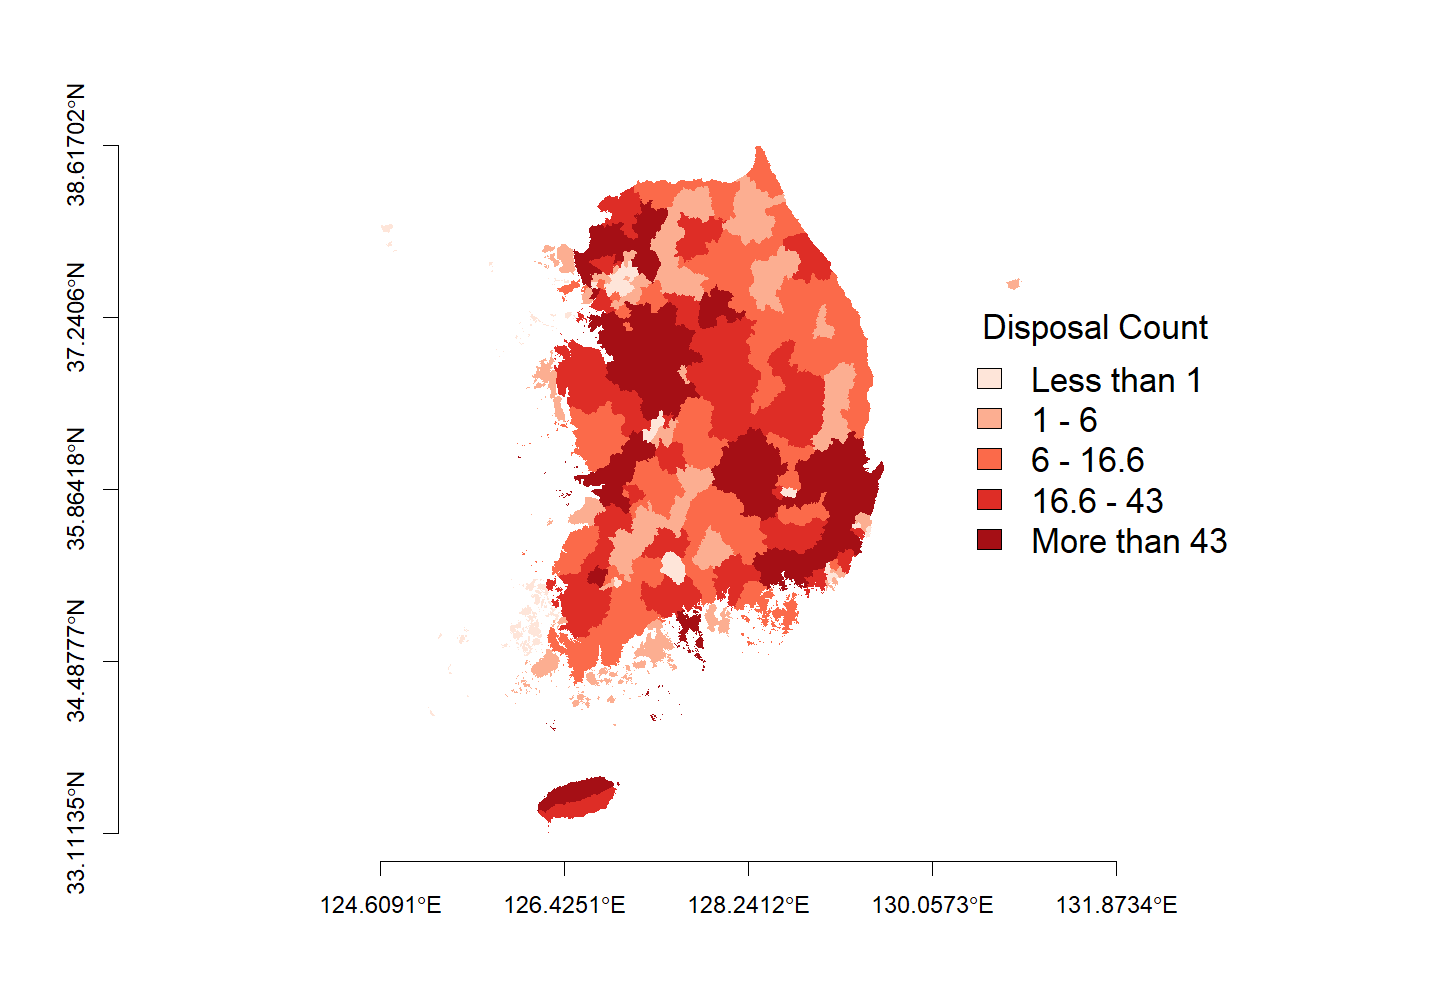 38.61702°N
37.2406°N
35.86418°N
34.487777°N
33.11135°N
Disposal Count
Less than 1
1 - 6
6 - 16.6
16.6 - 43
More than 43
124.6091°E
126.4251°E
128.2412°E
130.0573°E
131.8734°E